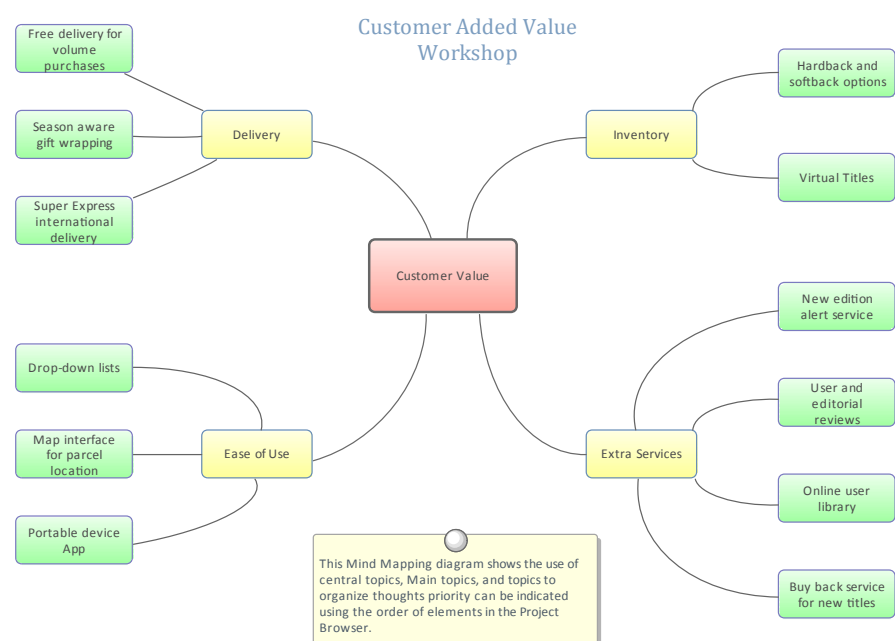 Customer Added Value
Workshop
Free delivery for
volume
purchases
Season aware
gift wrapping
Super Express
international
delivery
Delivery
Inventory
Hardback and
softback options
Virtual Titles
Customer Value
Drop-down lists
Map interface
for parcel
location
Portable device
App
Ease of Use
Extra Services
New edition
alert service
User and
editorial
reviews
Online user
library
Buy back service
for new titles
This Mind Mapping diagram shows the use of
central topics, Main topics, and topics to
organize thoughts priority can be indicated
using the order of elements in the Project
Browser.